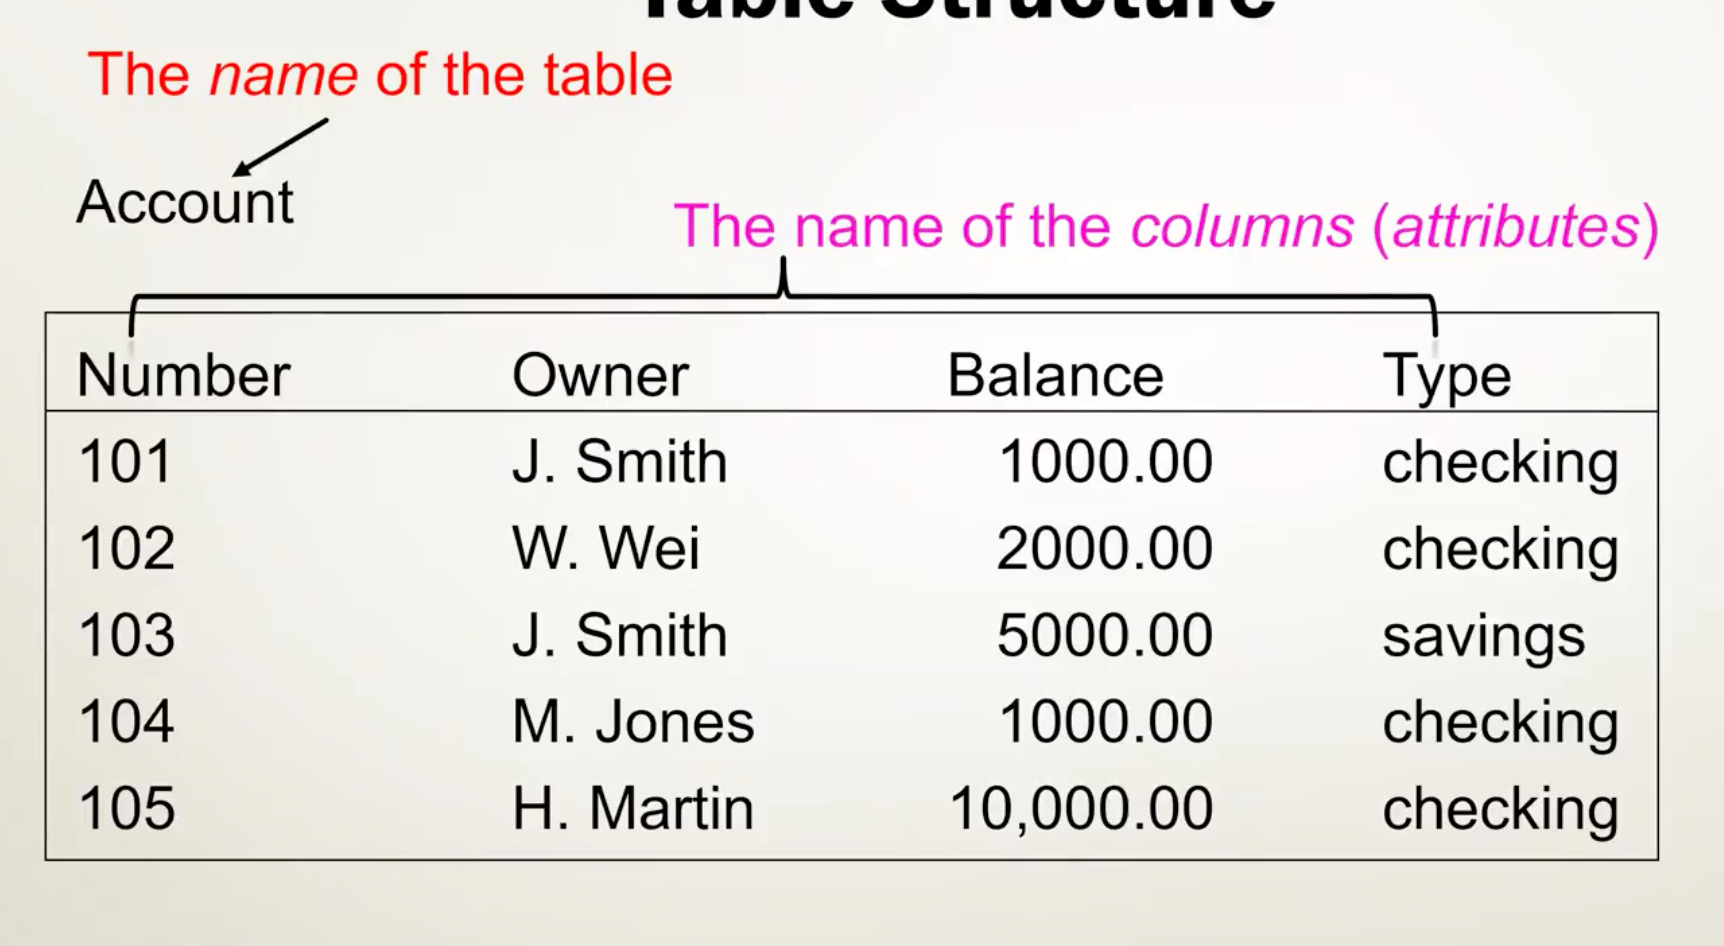 Table Structure
The name of the table
Account
The name of the columns (attributes)
Number Owner Balance Type
101 J. Smith 1000.00 checking
102 W. Wei 2000.00 checking
103 J. Smith 5000.00 savings
104 M. Jones 1000.00 checking
105 H. Martin 10,000.00 checking